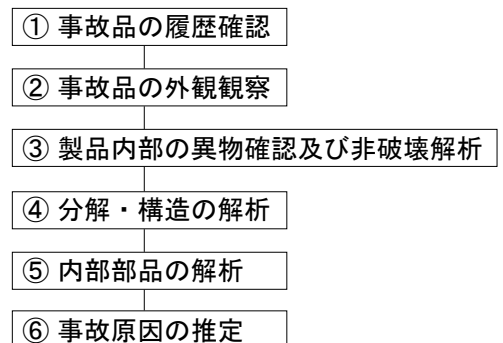 ① 事故品の履歴確認
② 事故品の外観観察
③ 製品内部の異物確認及び非破壊解析
④ 分解・構造の解析
⑤ 内部部品の解析
⑥ 事故原因の推定